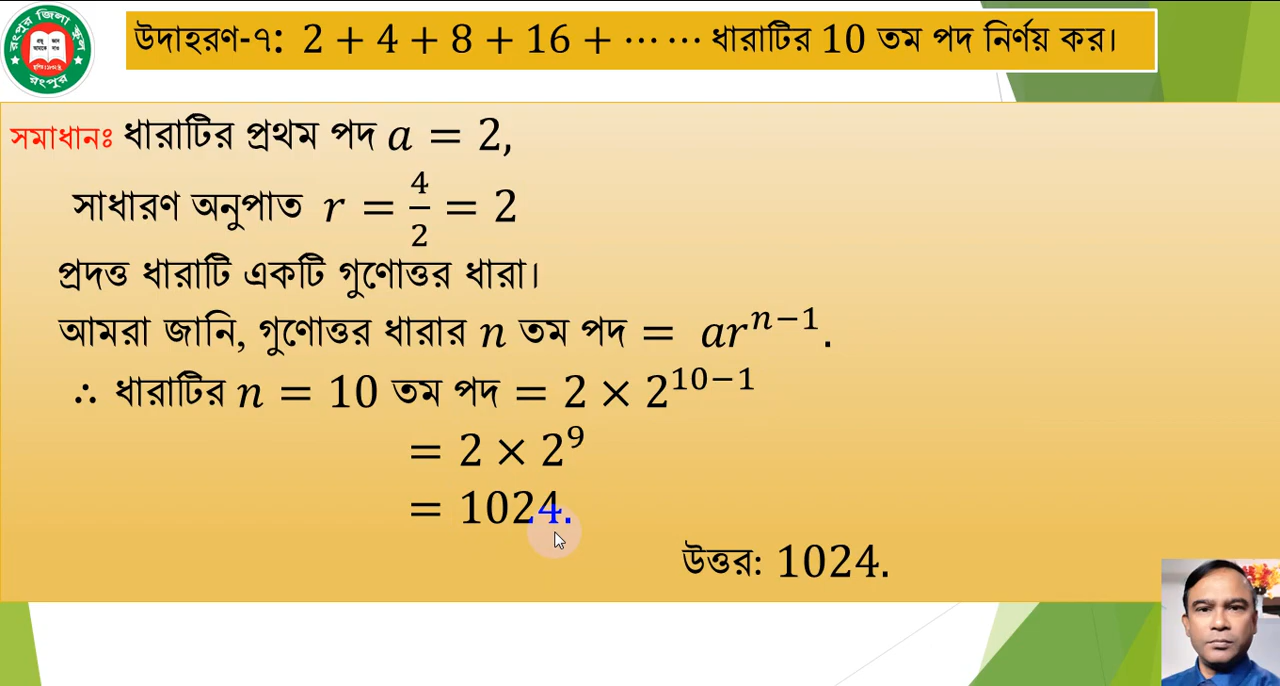 রংপুর জিলা স্কুল
রংপুর
উদাহরণ-৭: 2 + 4 + 8 + 16 + ⋯ ⋯ ধারাটির 10 তম পদ নির্ণয় কর।
সমাধানঃ ধারাটির প্রথম পদ a = 2,
সাধারণ অনুপাত r = 4/2 = 2
প্রদত্ত ধারাটি একটি গুণোত্তর ধারা।
আমরা জানি, গুণোত্তর ধারার n তম পদ = ar^{n−1}.
∴ ধারাটির n = 10 তম পদ = 2 × 2^{10−1}
= 2 × 2^9
= 1024.
উত্তর: 1024.